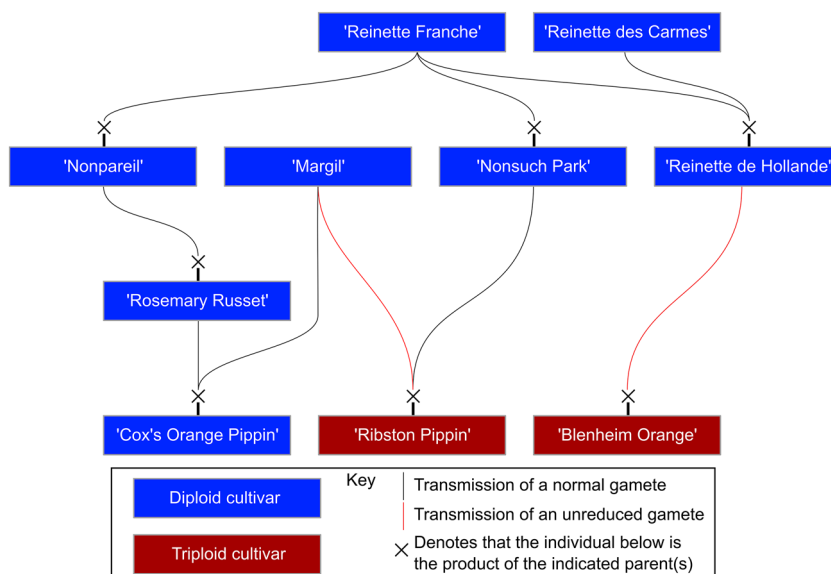 'Reinette Franche'
'Reinette des Carmes'
'Nonpareil'
'Margil'
'Nonsuch Park'
'Reinette de Hollande'
'Rosemary Russet'
'Cox's Orange Pippin'
'Ribston Pippin'
'Blenheim Orange'
Key
Diploid cultivar
Triploid cultivar
Transmission of a normal gamete
Transmission of an unreduced gamete
Denotes that the individual below is
the product of the indicated parent(s)